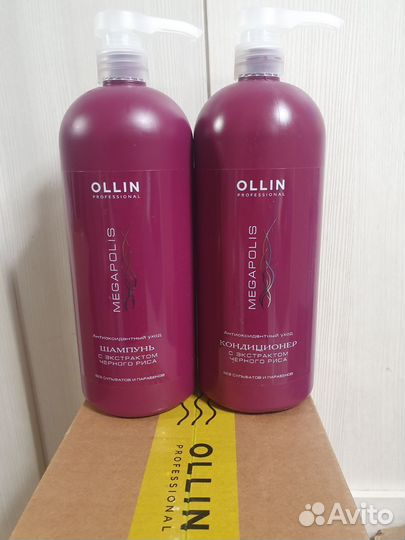 OLLIN
PROFESSIONAL
MEGAPOLIS
Антиоксидантный уход
ШАМПУНЬ
С ЭКСТРАКТОМ
ЧЕРНОГО РИСА
БЕЗ СУЛЬФАТОВ И ПАРАБЕНОВ
OLLIN
PROFESSIONAL
MEGAPOLIS
Антиоксидантный уход
КОНДИЦИОНЕР
С ЭКСТРАКТОМ
ЧЕРНОГО РИСА
БЕЗ СУЛЬФАТОВ И ПАРАБЕНОВ
OLLIN
PROFESSIONAL
Avito